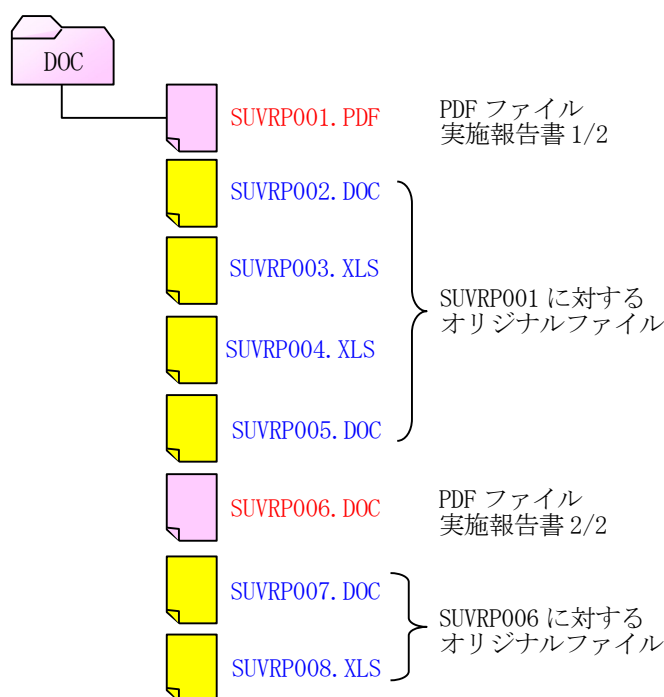 DOC
SUVRP001.PDF
PDF ファイル
実施報告書 1/2
SUVRP002.DOC
SUVRP003.XLS
SUVRP001 に対する
オリジナルファイル
SUVRP004.XLS
SUVRP005.DOC
SUVRP006.DOC
PDF ファイル
実施報告書 2/2
SUVRP007.DOC
SUVRP006 に対する
オリジナルファイル
SUVRP008.XLS